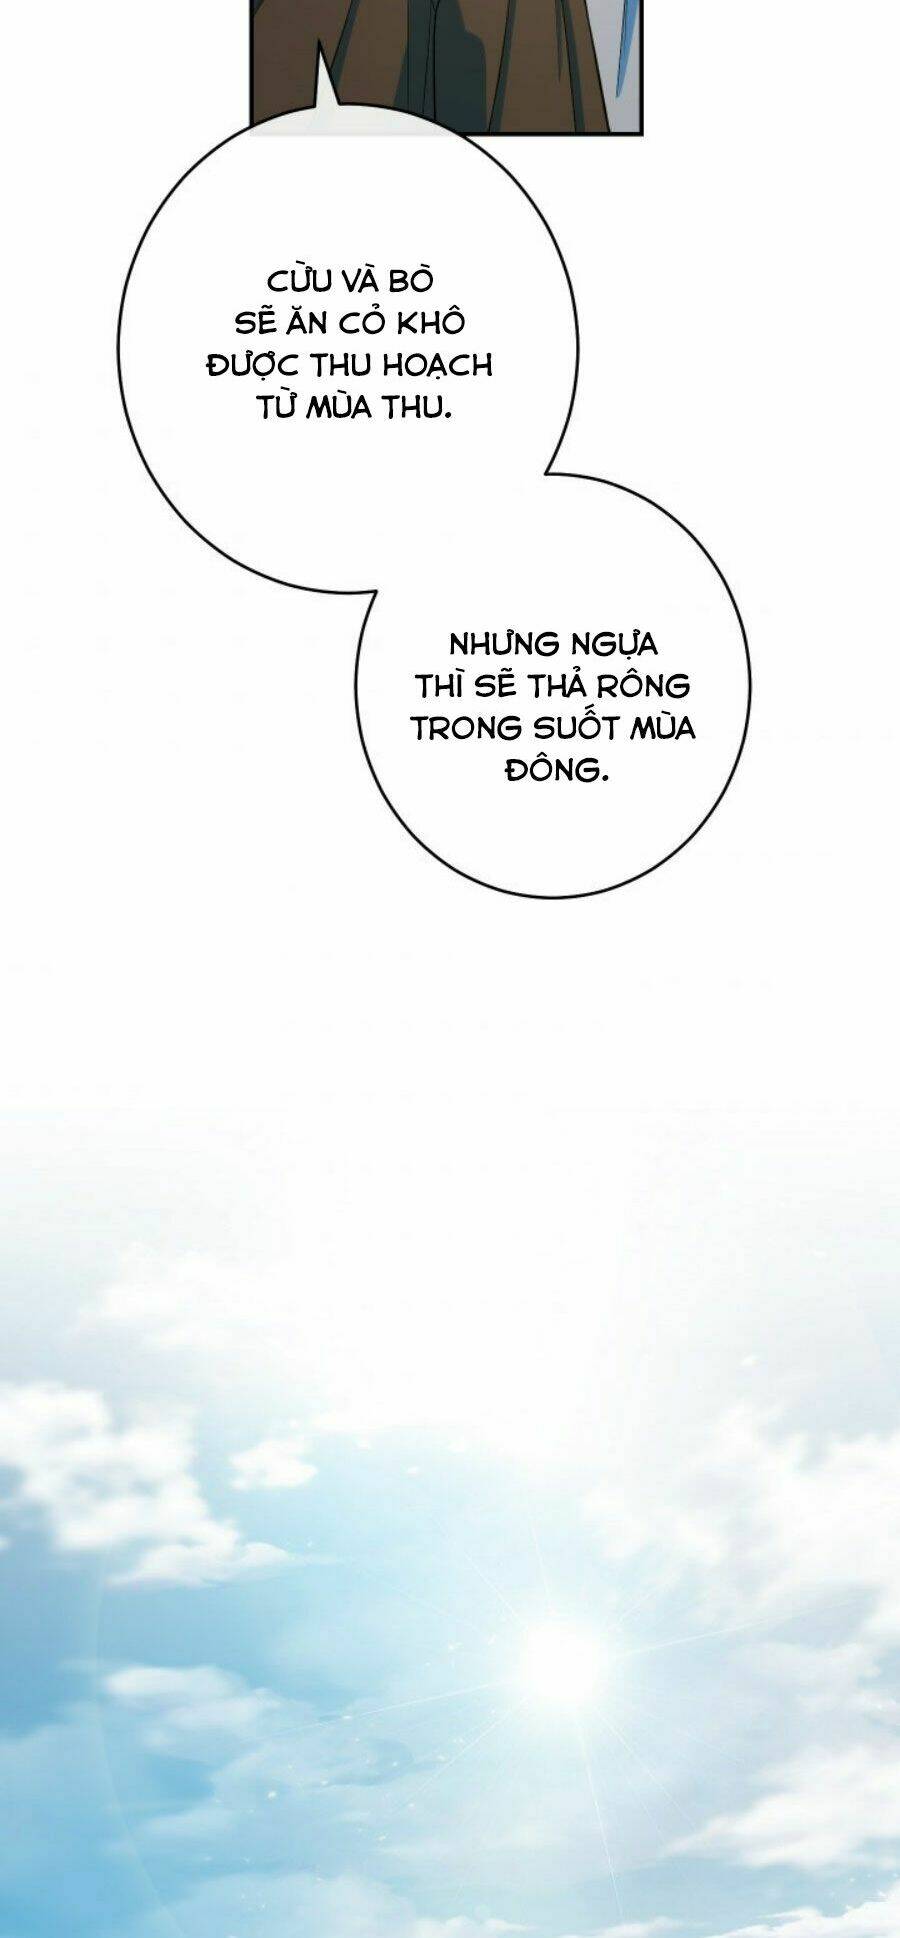 CỪU VÀ BÒ
SẼ ĂN CỎ KHÔ
ĐƯỢC THU HOẠCH
TỪ MÙA THU.
NHƯNG NGỰA
THÌ SẼ THẢ RÔNG
TRONG SUỐT MÙA
ĐÔNG.